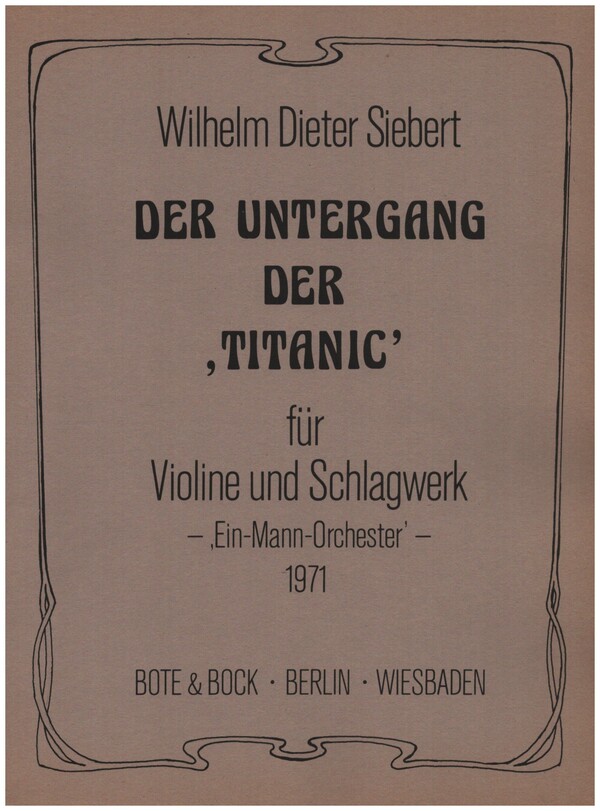 Wilhelm Dieter Siebert
DER UNTERGANG
DER
‚TITANIC’
für
Violine und Schlagwerk
– ‚Ein-Mann-Orchester’ –
1971
BOTE & BOCK · BERLIN · WIESBADEN